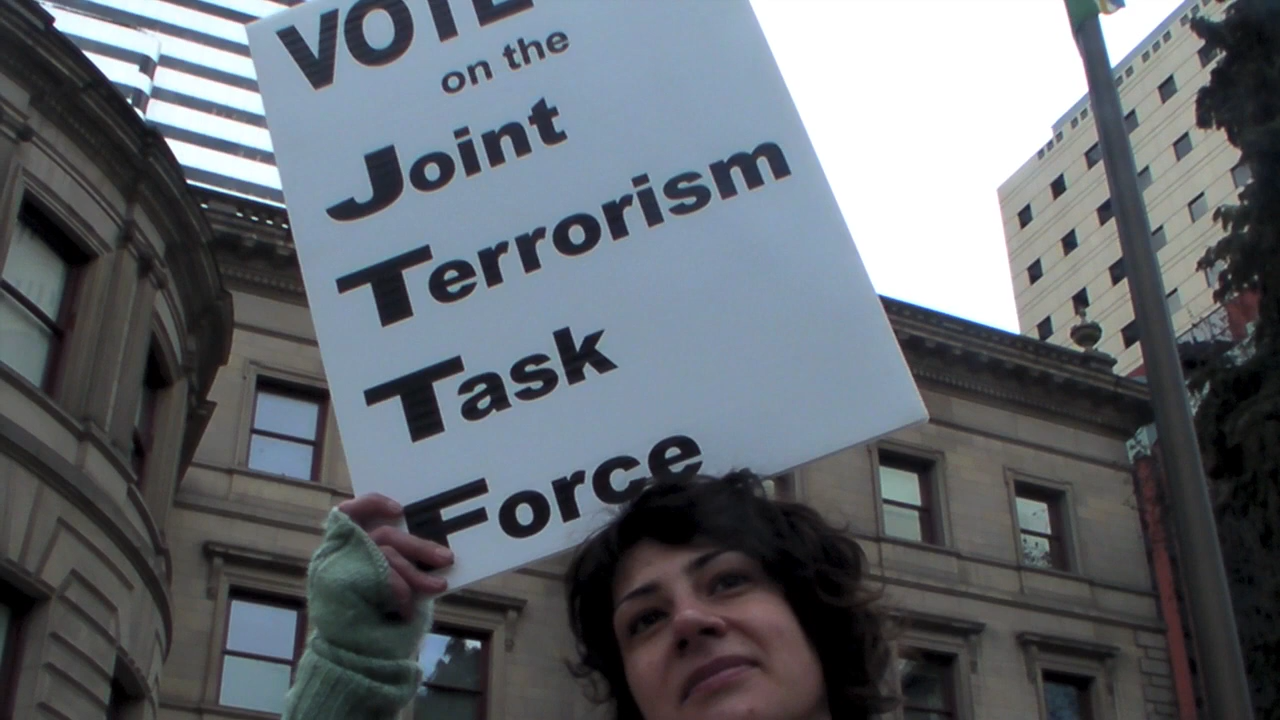 VOTE
on the
Joint
Terrorism
Task
Force